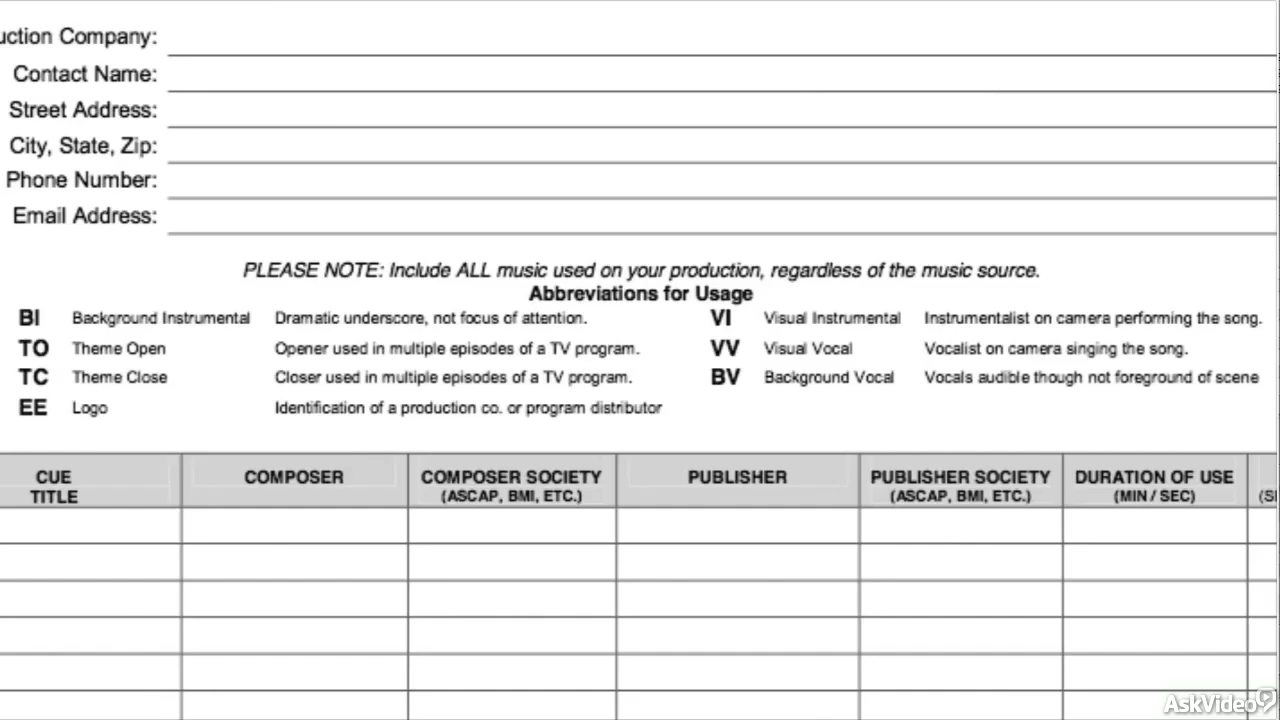 uction Company:
Contact Name:
Street Address:
City, State, Zip:
Phone Number:
Email Address:
PLEASE NOTE: Include ALL music used on your production, regardless of the music source.
Abbreviations for Usage
BI Background Instrumental Dramatic underscore, not focus of attention. VI Visual Instrumental Instrumentalist on camera performing the song.
TO Theme Open Opener used in multiple episodes of a TV program. VV Visual Vocal Vocalist on camera singing the song.
TC Theme Close Closer used in multiple episodes of a TV program. BV Background Vocal Vocals audible though not foreground of scene
EE Logo Identification of a production co. or program distributor
CUE COMPOSER COMPOSER SOCIETY PUBLISHER PUBLISHER SOCIETY DURATION OF USE
TITLE (ASCAP, BMI, ETC.) (ASCAP, BMI, ETC.) (MIN / SEC) (S
AskVideo